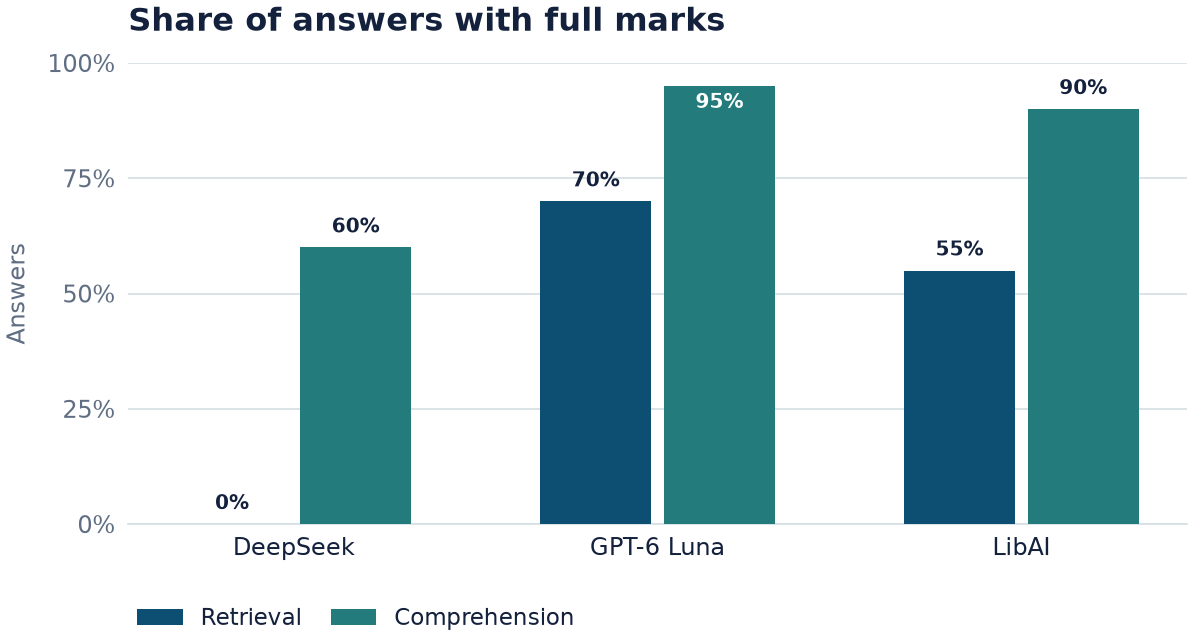 Share of answers with full marks
100%
75%
50%
25%
0%
Answers
0%
60%
70%
95%
55%
90%
DeepSeek
GPT-6 Luna
LibAI
Retrieval
Comprehension